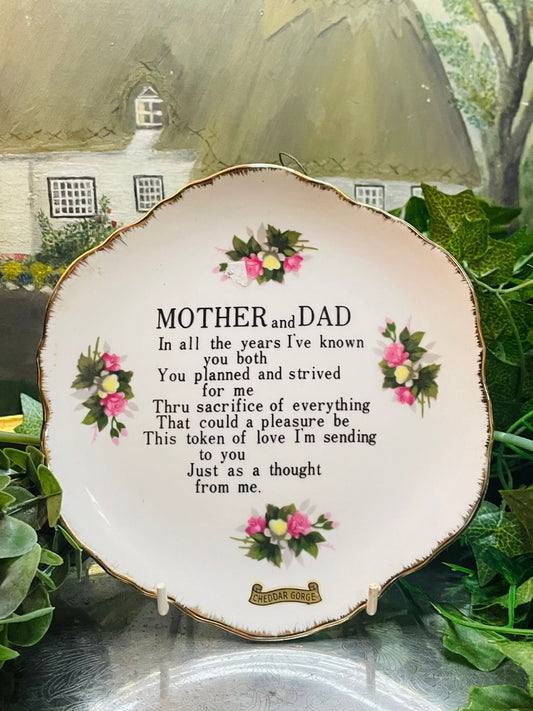 MOTHER and DAD
In all the years I've known
you both
You planned and strived
for me
Thru sacrifice of everything
That could a pleasure be
This token of love I'm sending
to you
Just as a thought
from me.
CHEDDAR GORGE